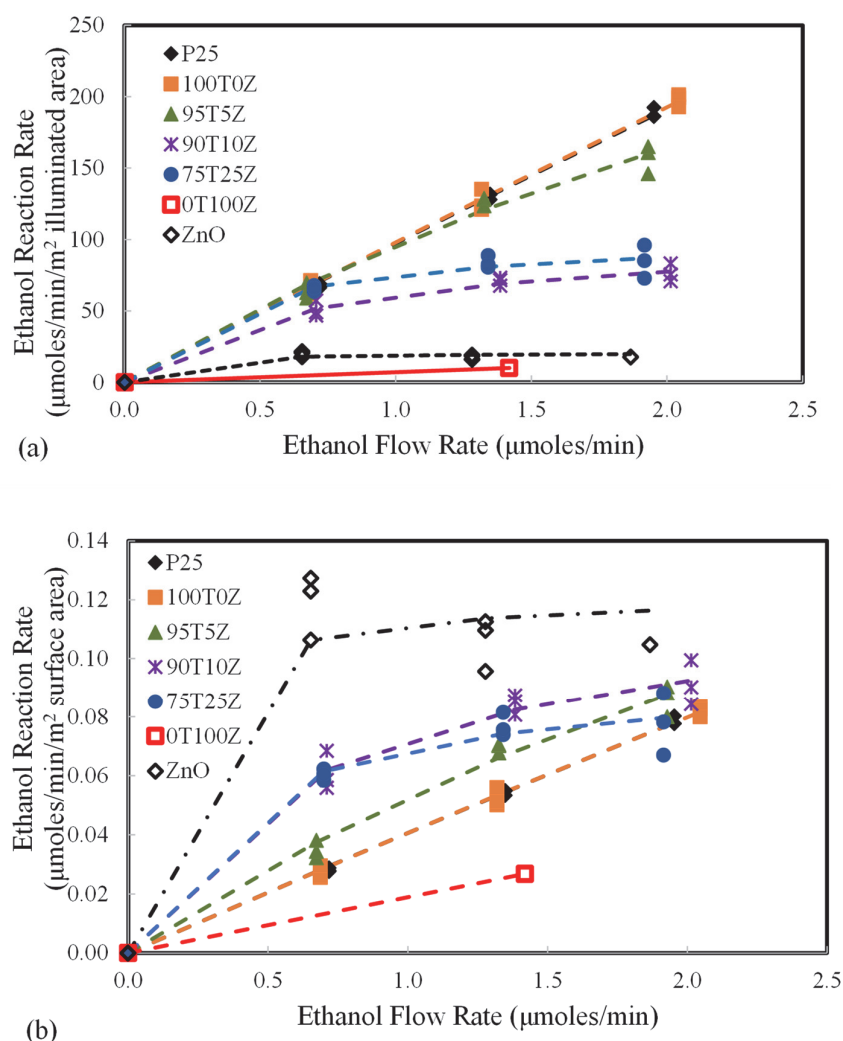 Ethanol Reaction Rate
(μmoles/min/m² illuminated area)
250
200
150
100
50
0
P25
100T0Z
95T5Z
90T10Z
75T25Z
0T100Z
ZnO
0.0 0.5 1.0 1.5 2.0 2.5
Ethanol Flow Rate (μmoles/min)
(a)
Ethanol Reaction Rate
(μmoles/min/m² surface area)
0.14
0.12
0.10
0.08
0.06
0.04
0.02
0.00
P25
100T0Z
95T5Z
90T10Z
75T25Z
0T100Z
ZnO
0.0 0.5 1.0 1.5 2.0 2.5
Ethanol Flow Rate (μmoles/min)
(b)